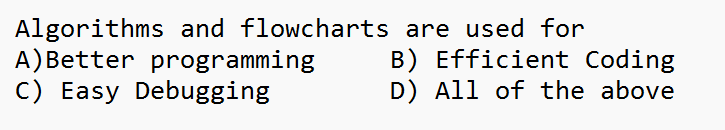 Algorithms and flowcharts are used for
A)Better programming B) Efficient Coding
C) Easy Debugging D) All of the above